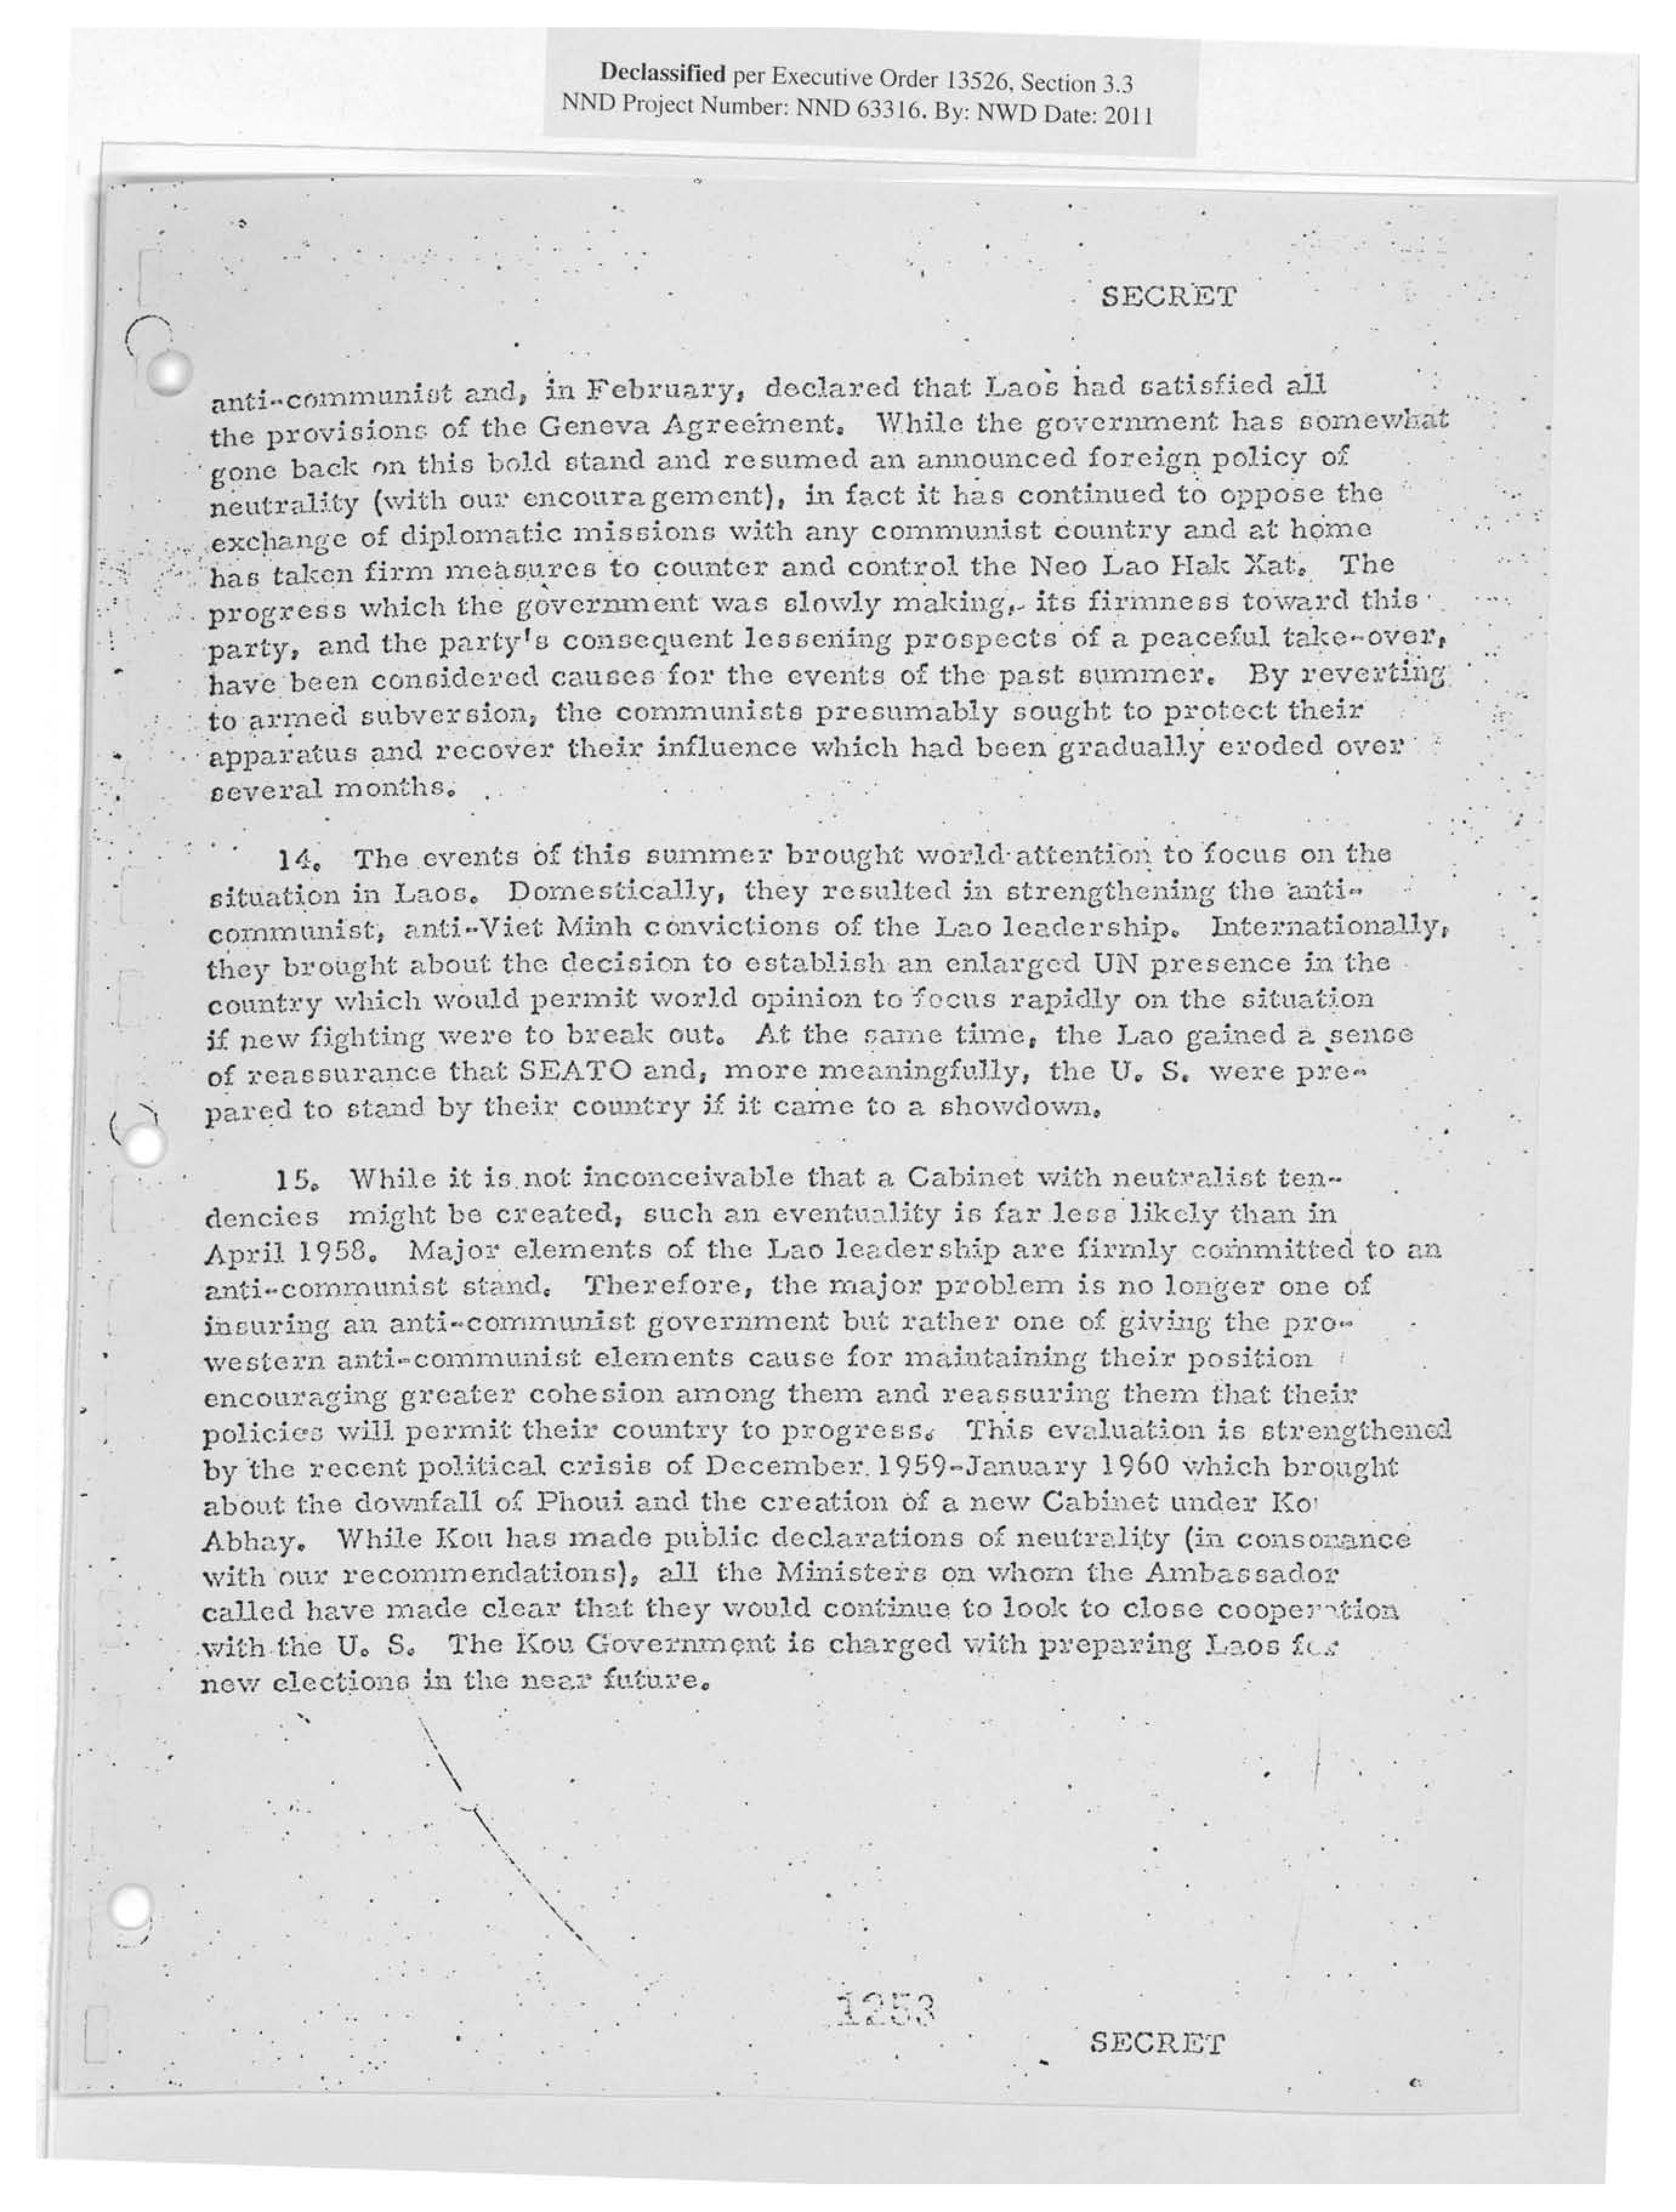 Declassified per Executive Order 13526, Section 3.3
NND Project Number: NND 63316. By: NWD Date: 2011
SECRET
anti-communist and, in February, declared that Laos had satisfied all
the provisions of the Geneva Agreement. While the government has somewhat
gone back on this bold stand and resumed an announced foreign policy of
neutrality (with our encouragement), in fact it has continued to oppose the
exchange of diplomatic missions with any communist country and at home
has taken firm measures to counter and control the Neo Lao Hak Xat. The
progress which the government was slowly making, its firmness toward this
party, and the party's consequent lessening prospects of a peaceful take-over,
have been considered causes for the events of the past summer. By reverting
to armed subversion, the communists presumably sought to protect their
apparatus and recover their influence which had been gradually eroded over
several months.
14. The events of this summer brought world attention to focus on the
situation in Laos. Domestically, they resulted in strengthening the anti-
communist, anti-Viet Minh convictions of the Lao leadership. Internationally,
they brought about the decision to establish an enlarged UN presence in the
country which would permit world opinion to focus rapidly on the situation
if new fighting were to break out. At the same time, the Lao gained a sense
of reassurance that SEATO and, more meaningfully, the U. S. were pre-
pared to stand by their country if it came to a showdown.
15. While it is not inconceivable that a Cabinet with neutralist ten-
dencies might be created, such an eventuality is far less likely than in
April 1958. Major elements of the Lao leadership are firmly committed to an
anti-communist stand. Therefore, the major problem is no longer one of
insuring an anti-communist government but rather one of giving the pro-
western anti-communist elements cause for maintaining their position
encouraging greater cohesion among them and reassuring them that their
policies will permit their country to progress. This evaluation is strengthened
by the recent political crisis of December 1959-January 1960 which brought
about the downfall of Phoui and the creation of a new Cabinet under Kou
Abhay. While Kou has made public declarations of neutrality (in consonance
with our recommendations), all the Ministers on whom the Ambassador
called have made clear that they would continue to look to close cooperation
with the U. S. The Kou Government is charged with preparing Laos for
new elections in the near future.
1253
SECRET